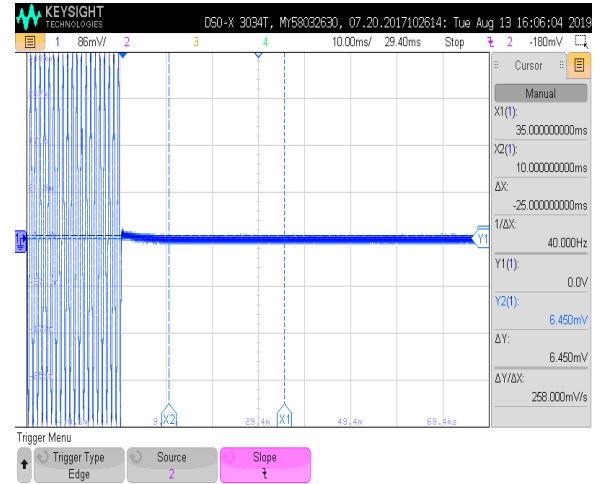 KEYSIGHT
TECHNOLOGIES
DSO-X 3034T, MY58032630, 07.20.2017102614: Tue Aug 13 16:06:04 2019
1 86mV/ 2 3 4 10.00ms/ 29.40ms Stop 2 -180mV
Cursor
Manual
X1(1):
35.000000000ms
X2(1):
10.000000000ms
ΔX:
-25.000000000ms
1/ΔX:
40.000Hz
Y1(1):
0.0V
Y2(1):
6.450mV
ΔY:
6.450mV
ΔY/ΔX:
258.000mV/s
Y1
X2 29.4m X1 49.4m 69.4ms
Trigger Menu
Trigger Type
Edge
Source
2
Slope